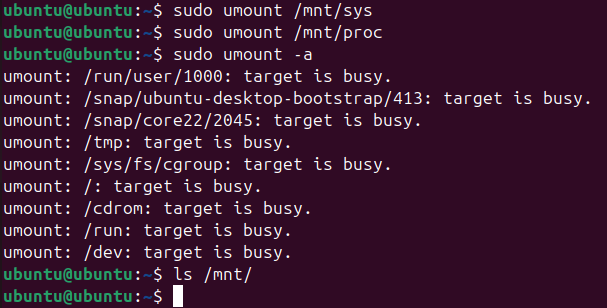 ubuntu@ubuntu:~$ sudo umount /mnt/sys
ubuntu@ubuntu:~$ sudo umount /mnt/proc
ubuntu@ubuntu:~$ sudo umount -a
umount: /run/user/1000: target is busy.
umount: /snap/ubuntu-desktop-bootstrap/413: target is busy.
umount: /snap/core22/2045: target is busy.
umount: /tmp: target is busy.
umount: /sys/fs/cgroup: target is busy.
umount: /: target is busy.
umount: /cdrom: target is busy.
umount: /run: target is busy.
umount: /dev: target is busy.
ubuntu@ubuntu:~$ ls /mnt/
ubuntu@ubuntu:~$